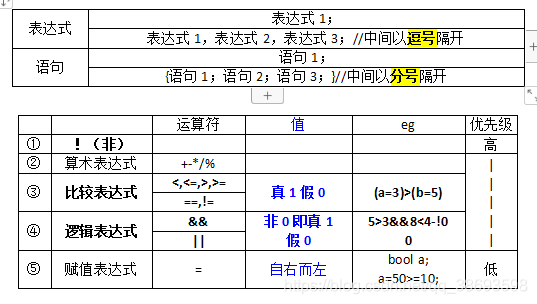 表达式 表达式 1；
表达式 1，表达式 2，表达式 3；//中间以逗号隔开
语句 语句 1；
{语句 1；语句 2；语句 3；}//中间以分号隔开
运算符 值 eg 优先级
① ！（非） 高
② 算术表达式 +-*/% |
③ 比较表达式 <,<=,>,>= 真 1 假 0 (a=3)>(b=5) |
==,!= |
④ 逻辑表达式 && 非 0 即真 1 5>3&&8<4-!0 |
|| 假 0 0 |
⑤ 赋值表达式 = 自右而左 bool a; 低
a=50>=10;